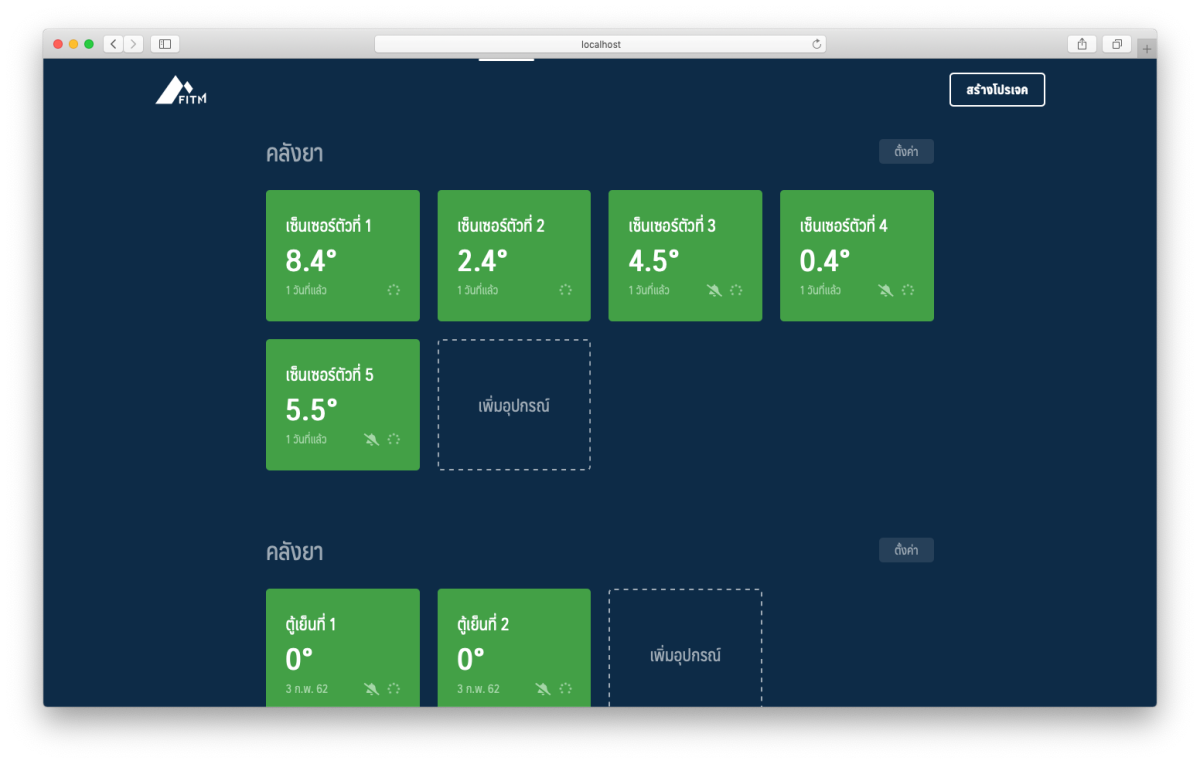 localhost
FITM
สร้างโปรเจค
คลังยา
ตั้งค่า
เซ็นเซอร์ตัวที่ 1
8.4°
1 วันที่แล้ว
เซ็นเซอร์ตัวที่ 2
2.4°
1 วันที่แล้ว
เซ็นเซอร์ตัวที่ 3
4.5°
1 วันที่แล้ว
เซ็นเซอร์ตัวที่ 4
0.4°
1 วันที่แล้ว
เซ็นเซอร์ตัวที่ 5
5.5°
1 วันที่แล้ว
เพิ่มอุปกรณ์
คลังยา
ตั้งค่า
ตู้เย็นที่ 1
0°
3 ก.พ. 62
ตู้เย็นที่ 2
0°
3 ก.พ. 62
เพิ่มอุปกรณ์